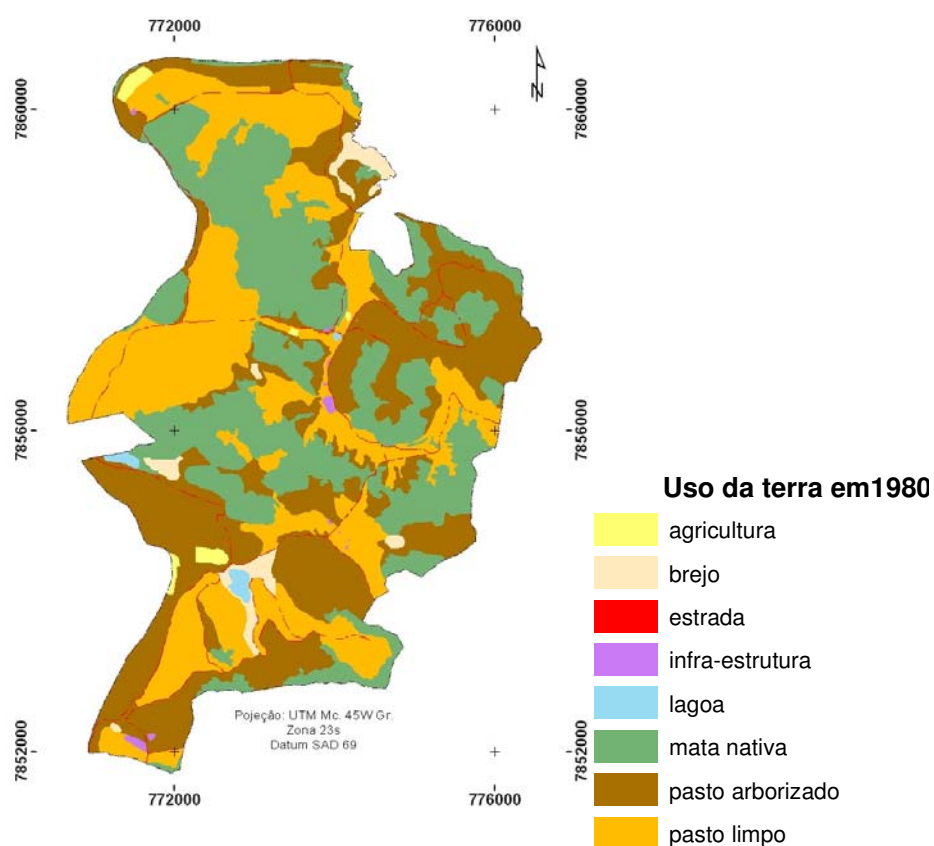 772000 776000
N
7860000 7860000
7856000 7856000
Uso da terra em1980
agricultura
brejo
estrada
infra-estrutura
lagoa
mata nativa
pasto arborizado
pasto limpo
Pojeção: UTM Mc. 45W Gr.
Zona 23s
Datum SAD 69
7852000 7852000
772000 776000